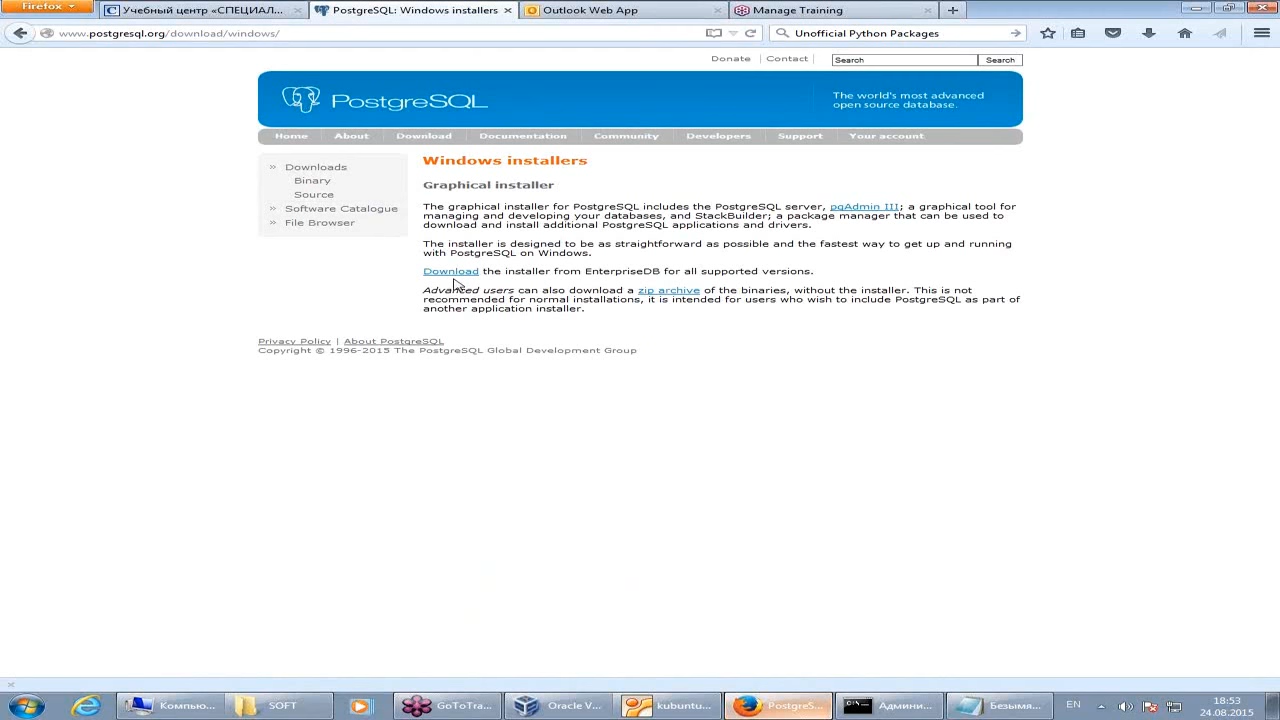 Firefox
Учебный центр «СПЕЦИАЛ...
PostgreSQL: Windows installers
Outlook Web App
Manage Training
www.postgresql.org/download/windows/
Unofficial Python Packages
Donate | Contact |
Search
Search
PostgreSQL
The world's most advanced
open source database.
Home
About
Download
Documentation
Community
Developers
Support
Your account
» Downloads
Binary
Source
» Software Catalogue
» File Browser
Windows installers
Graphical installer
The graphical installer for PostgreSQL includes the PostgreSQL server, pgAdmin III; a graphical tool for
managing and developing your databases, and StackBuilder; a package manager that can be used to
download and install additional PostgreSQL applications and drivers.
The installer is designed to be as straightforward as possible and the fastest way to get up and running
with PostgreSQL on Windows.
Download the installer from EnterpriseDB for all supported versions.
Advanced users can also download a zip archive of the binaries, without the installer. This is not
recommended for normal installations, it is intended for users who wish to include PostgreSQL as part of
another application installer.
Privacy Policy | About PostgreSQL
Copyright © 1996-2015 The PostgreSQL Global Development Group
Компью...
SOFT
GoToTra...
Oracle V...
kubuntu...
PostgreS...
Админи...
Безымя...
EN
18:53
24.08.2015